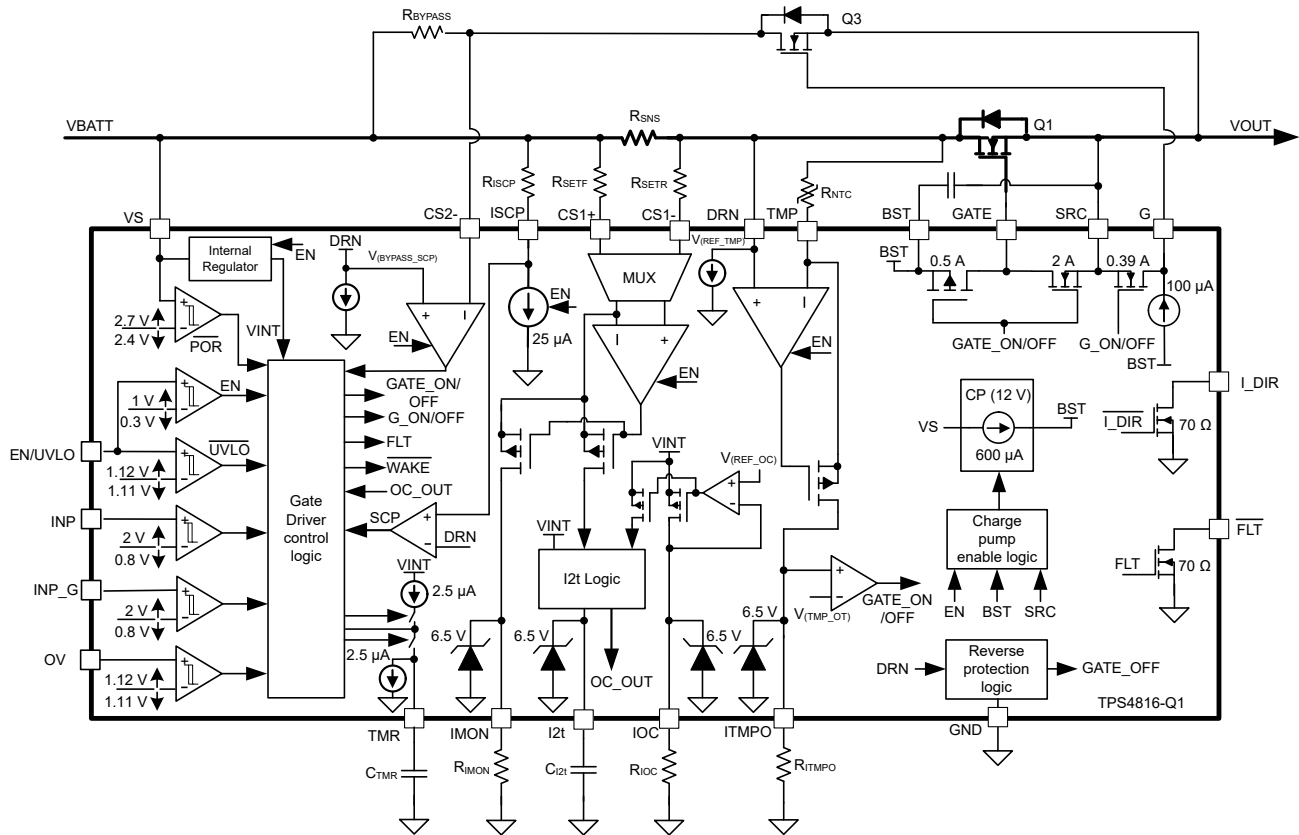 RBYPASS
Q3
VBATT
RSNS
Q1
VOUT
RISCP
RSETF
RSETR
RNTC
VS
CS2-
ISCP
CS1+
CS1-
DRN
TMP
BST
GATE
SRC
G
Internal
Regulator
EN
DRN
V(BYPASS_SCP)
MUX
V(REF_TMP)
BST
0.5 A
2 A
0.39 A
100 µA
+
−
2.7 V
2.4 V
POR
VINT
EN
+
I
EN
25 µA
I
+
EN
+
I
EN
GATE_ON/OFF
G_ON/OFF
BST
I_DIR
I_DIR
70 Ω
+
−
EN
1 V
0.3 V
GATE_ON/
OFF
G_ON/OFF
FLT
WAKE
OC_OUT
CP (12 V)
VS
600 µA
BST
EN/UVLO
+
−
UVLO
1.12 V
1.11 V
Gate
Driver
control
logic
VINT
V(REF_OC)
+
−
INP
+
−
2 V
0.8 V
SCP
+
−
DRN
VINT
I2t Logic
Charge
pump
enable logic
FLT
FLT
70 Ω
INP_G
+
−
2 V
0.8 V
VINT
2.5 µA
2.5 µA
+
−
V(TMP_OT)
GATE_ON
/OFF
EN
BST
SRC
OV
+
−
1.12 V
1.11 V
6.5 V
6.5 V
OC_OUT
6.5 V
6.5 V
DRN
Reverse
protection
logic
GATE_OFF
TPS4816-Q1
TMR
IMON
I2t
IOC
ITMPO
GND
CTMR
RIMON
CI2t
RIOC
RITMPO